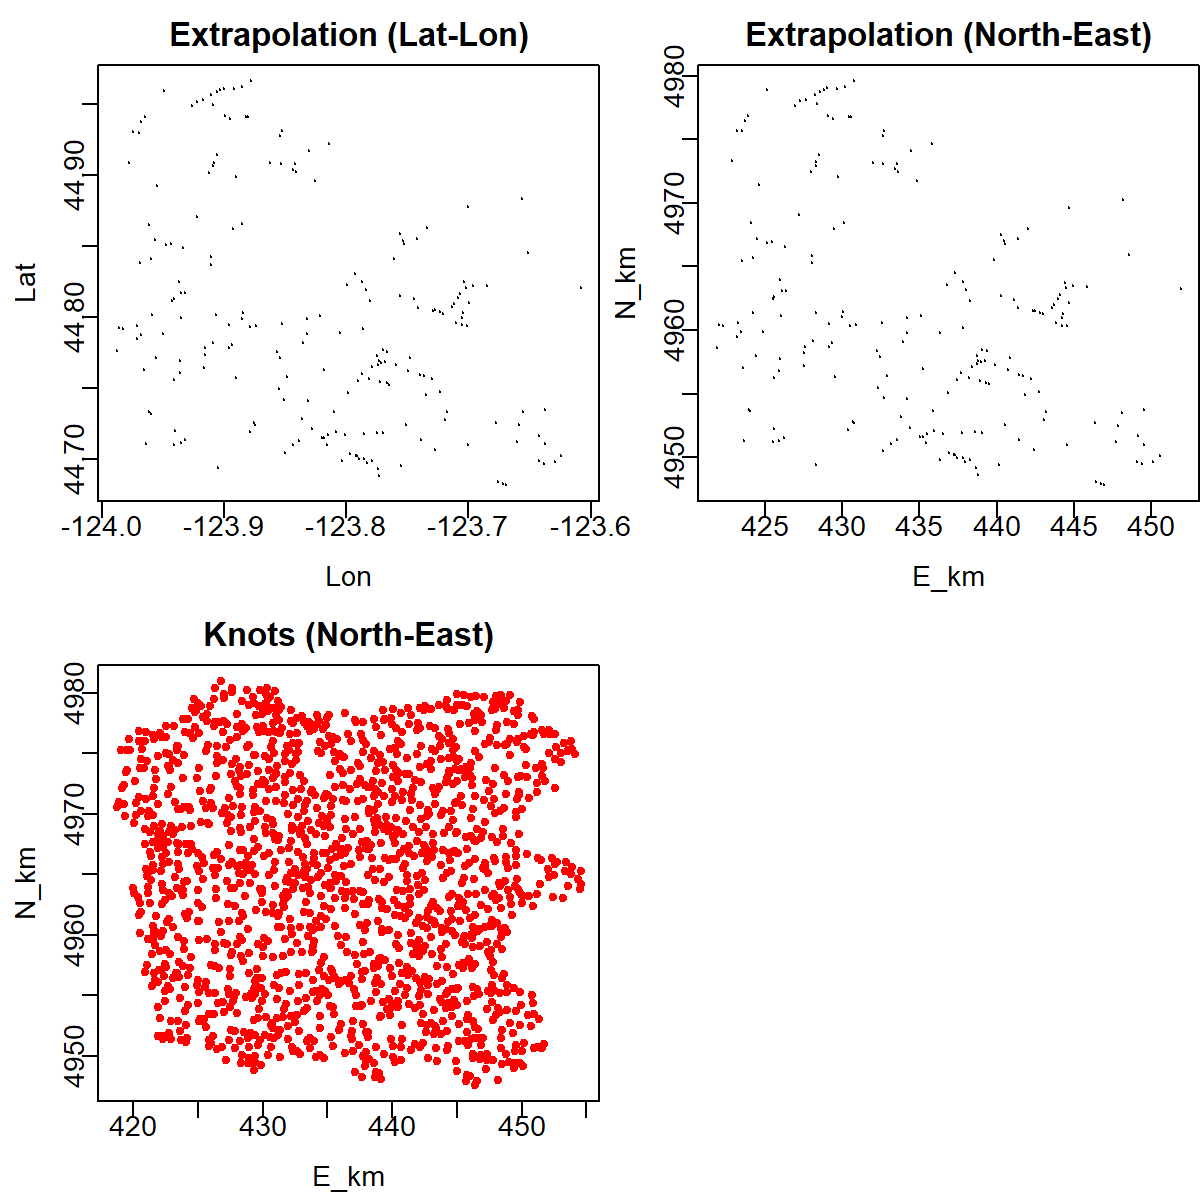 Extrapolation (Lat-Lon)
Lat
44.90
44.80
44.70
-124.0 -123.9 -123.8 -123.7 -123.6
Lon
Extrapolation (North-East)
N_km
4980
4970
4960
4950
425 430 435 440 445 450
E_km
Knots (North-East)
N_km
4980
4970
4960
4950
420 430 440 450
E_km